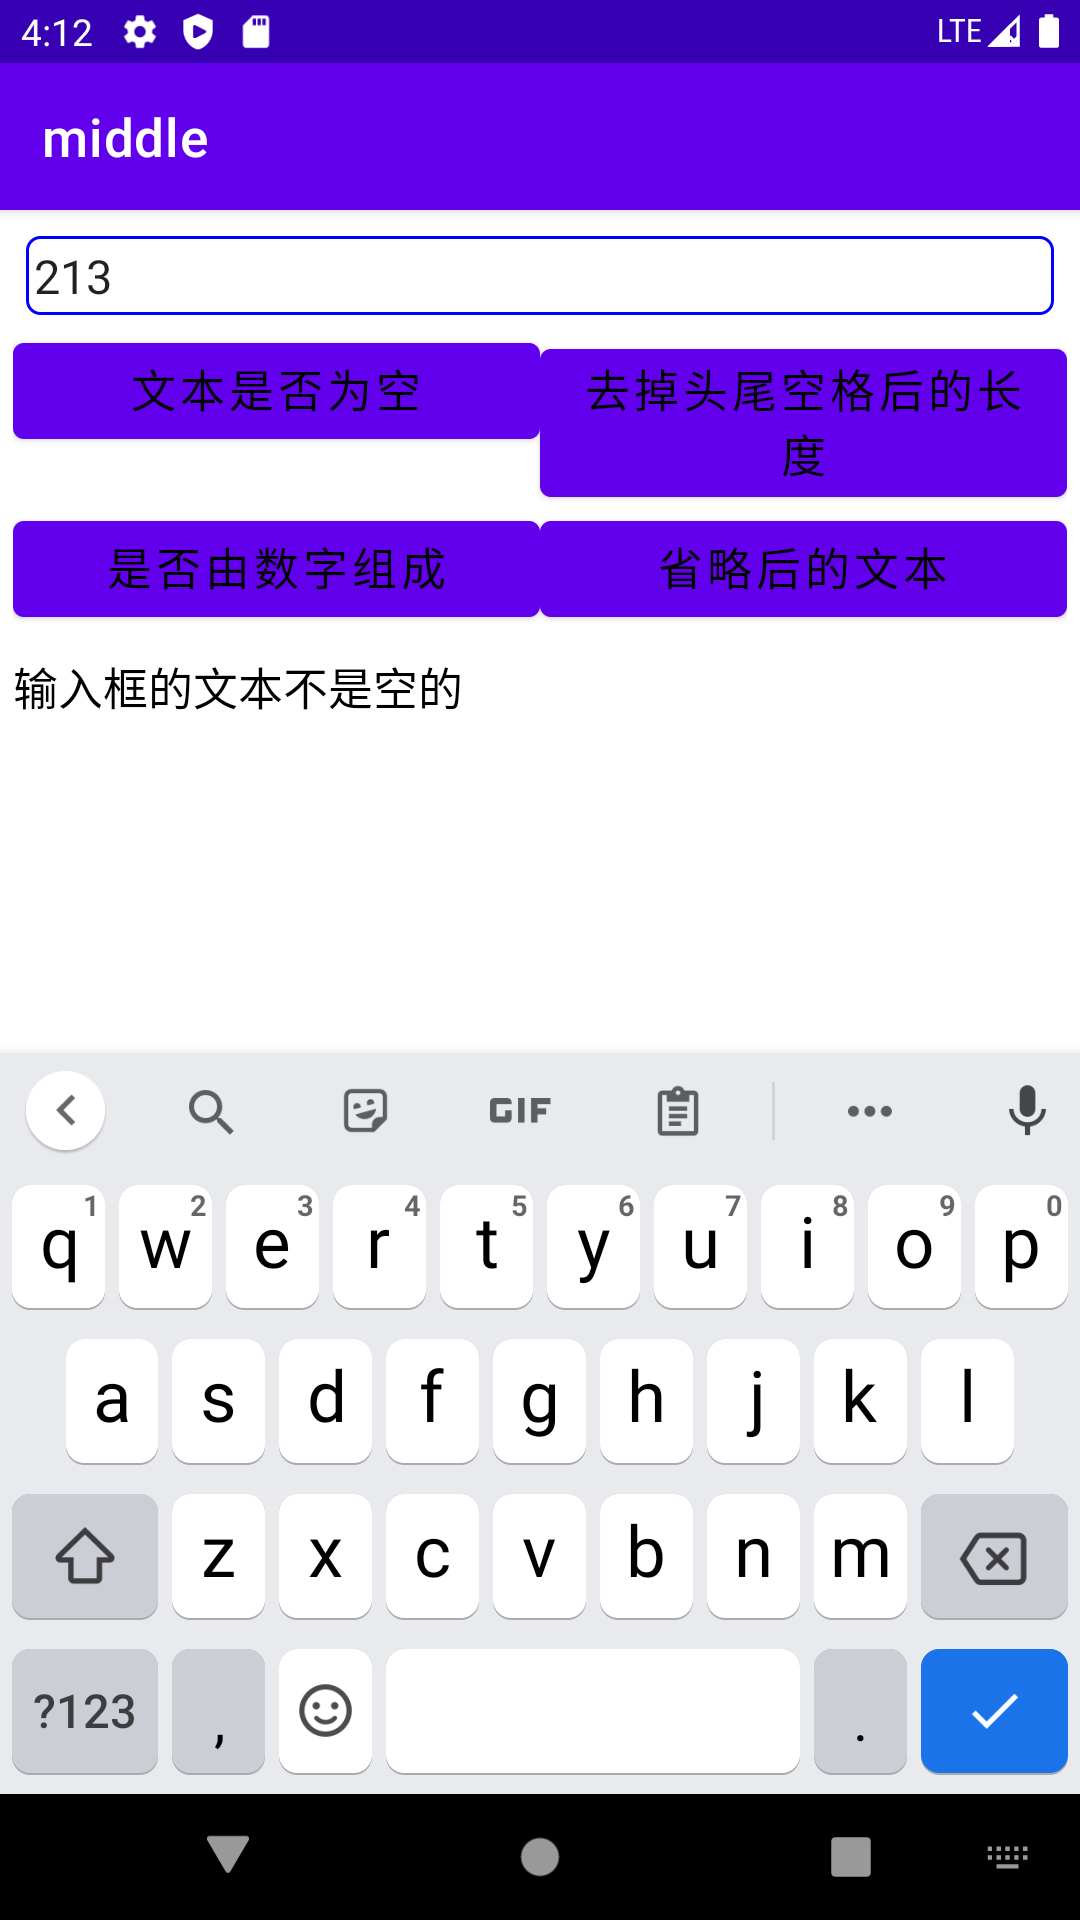 4:12 LTE
middle
213
文本是否为空
去掉头尾空格后的长
度
是否由数字组成
省略后的文本
输入框的文本不是空的
GIF
1 2 3 4 5 6 7 8 9 0
q w e r t y u i o p
a s d f g h j k l
z x c v b n m
?123 , .